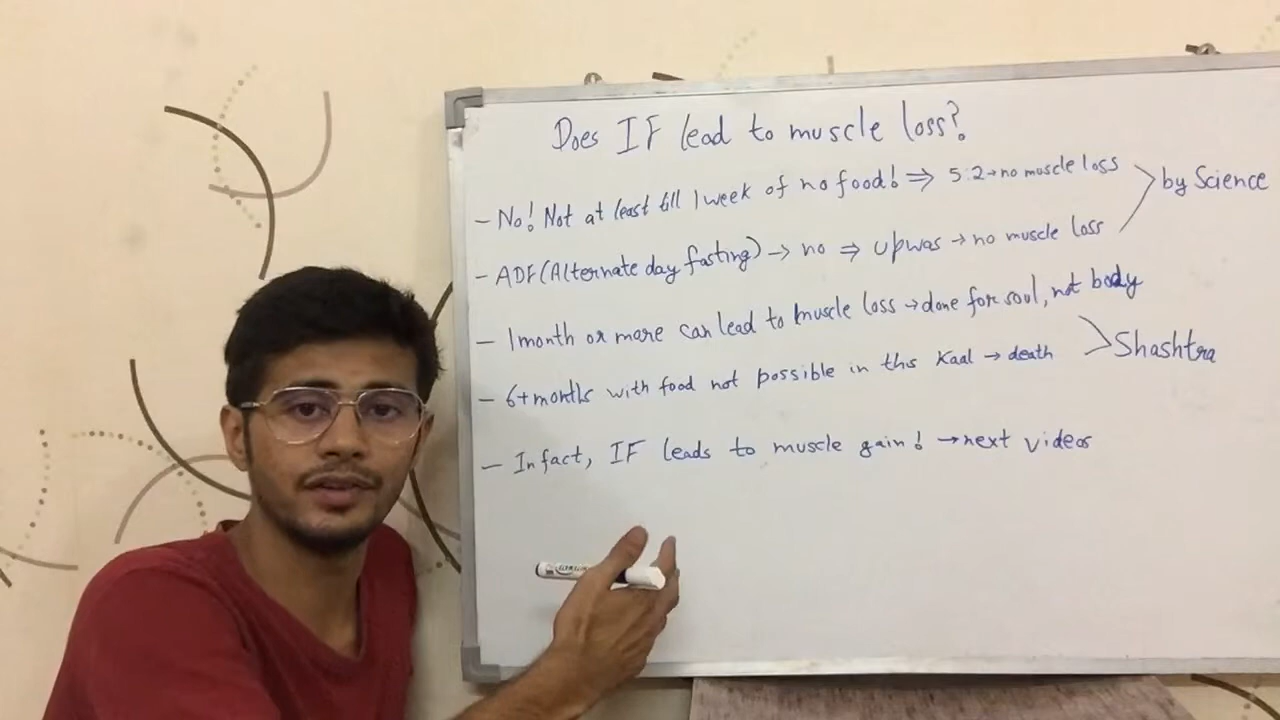 Does IF lead to muscle loss?
- No! Not at least till 1 week of no food! ⇒ 5:2 → no muscle loss
by Science
- ADF (Alternate day fasting) → no ⇒ upwas → no muscle loss
- 1 month or more can lead to muscle loss → done for soul, not body
Shashtra
- 6+ months with food not possible in this Kaal → death
- In fact, IF leads to muscle gain! → next videos